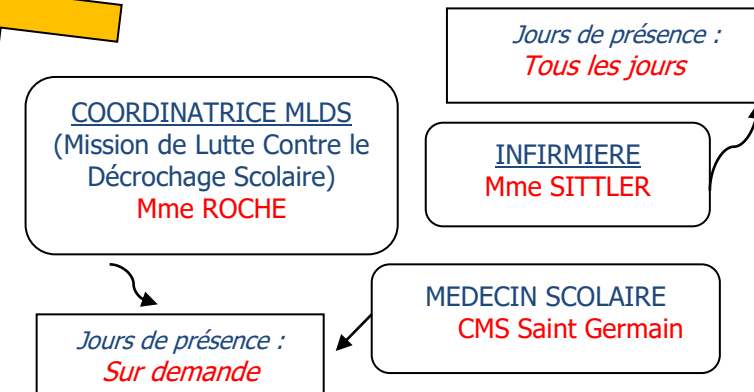 Jours de présence :
Tous les jours
COORDINATRICE MLDS
(Mission de Lutte Contre le
Décrochage Scolaire)
Mme ROCHE
INFIRMIERE
Mme SITTLER
MEDECIN SCOLAIRE
CMS Saint Germain
Jours de présence :
Sur demande